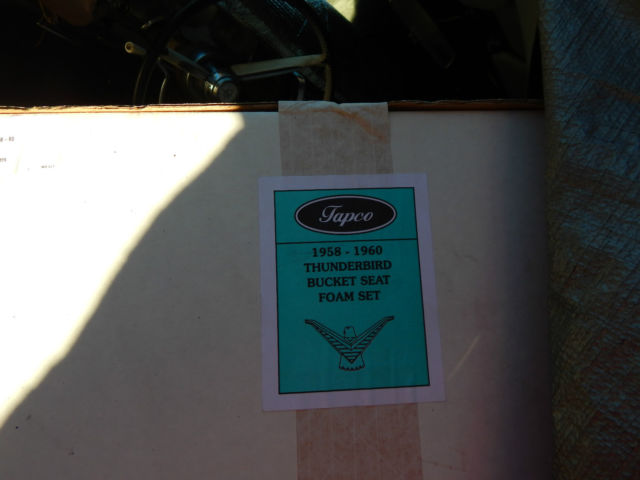 Tapco
1958 - 1960
THUNDERBIRD
BUCKET SEAT
FOAM SET